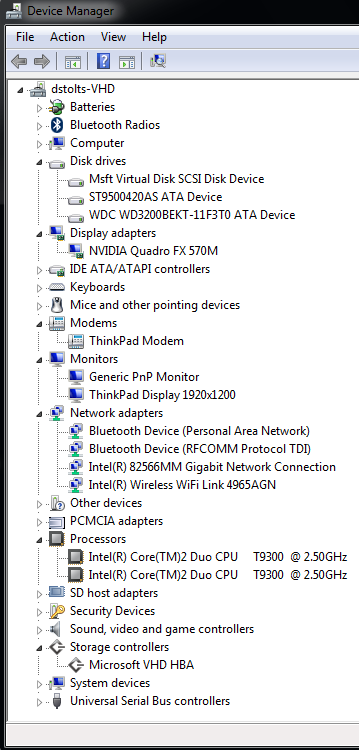 Device Manager
File Action View Help
dstolts-VHD
Batteries
Bluetooth Radios
Computer
Disk drives
Msft Virtual Disk SCSI Disk Device
ST9500420AS ATA Device
WDC WD3200BEKT-11F3T0 ATA Device
Display adapters
NVIDIA Quadro FX 570M
IDE ATA/ATAPI controllers
Keyboards
Mice and other pointing devices
Modems
ThinkPad Modem
Monitors
Generic PnP Monitor
ThinkPad Display 1920x1200
Network adapters
Bluetooth Device (Personal Area Network)
Bluetooth Device (RFCOMM Protocol TDI)
Intel(R) 82566MM Gigabit Network Connection
Intel(R) Wireless WiFi Link 4965AGN
Other devices
PCMCIA adapters
Processors
Intel(R) Core(TM)2 Duo CPU T9300 @ 2.50GHz
Intel(R) Core(TM)2 Duo CPU T9300 @ 2.50GHz
SD host adapters
Security Devices
Sound, video and game controllers
Storage controllers
Microsoft VHD HBA
System devices
Universal Serial Bus controllers